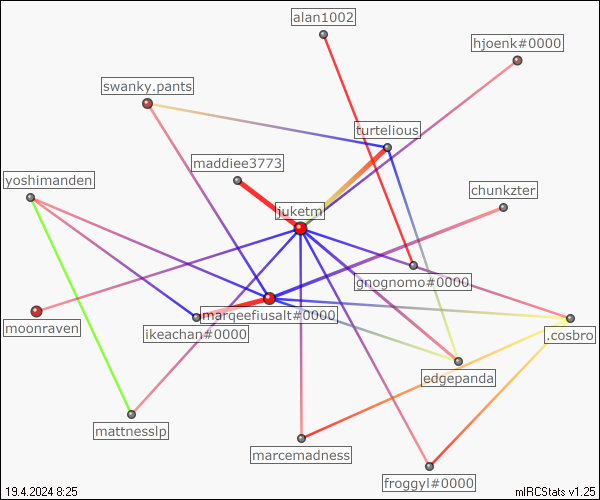 alan1002
hjoenk#0000
swanky.pants
turtelious
maddiee3773
yoshimanden
chunkzter
juketm
gnognomo#0000
marqeefiusalt#0000
moonraven
ikeachan#0000
.cosbro
edgepanda
mattnesslp
marcemadness
froggyl#0000
19.4.2024 8:25
mIRCStats v1.25